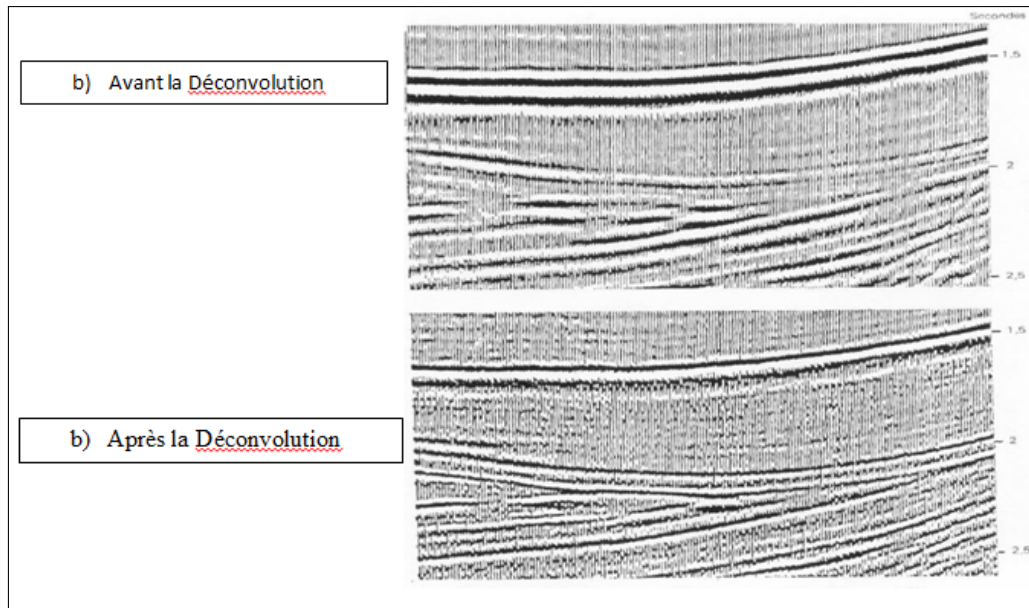 Secondes
b) Avant la Déconvolution
1.5
2
2,5
1.5
b) Après la Déconvolution
2
2.5